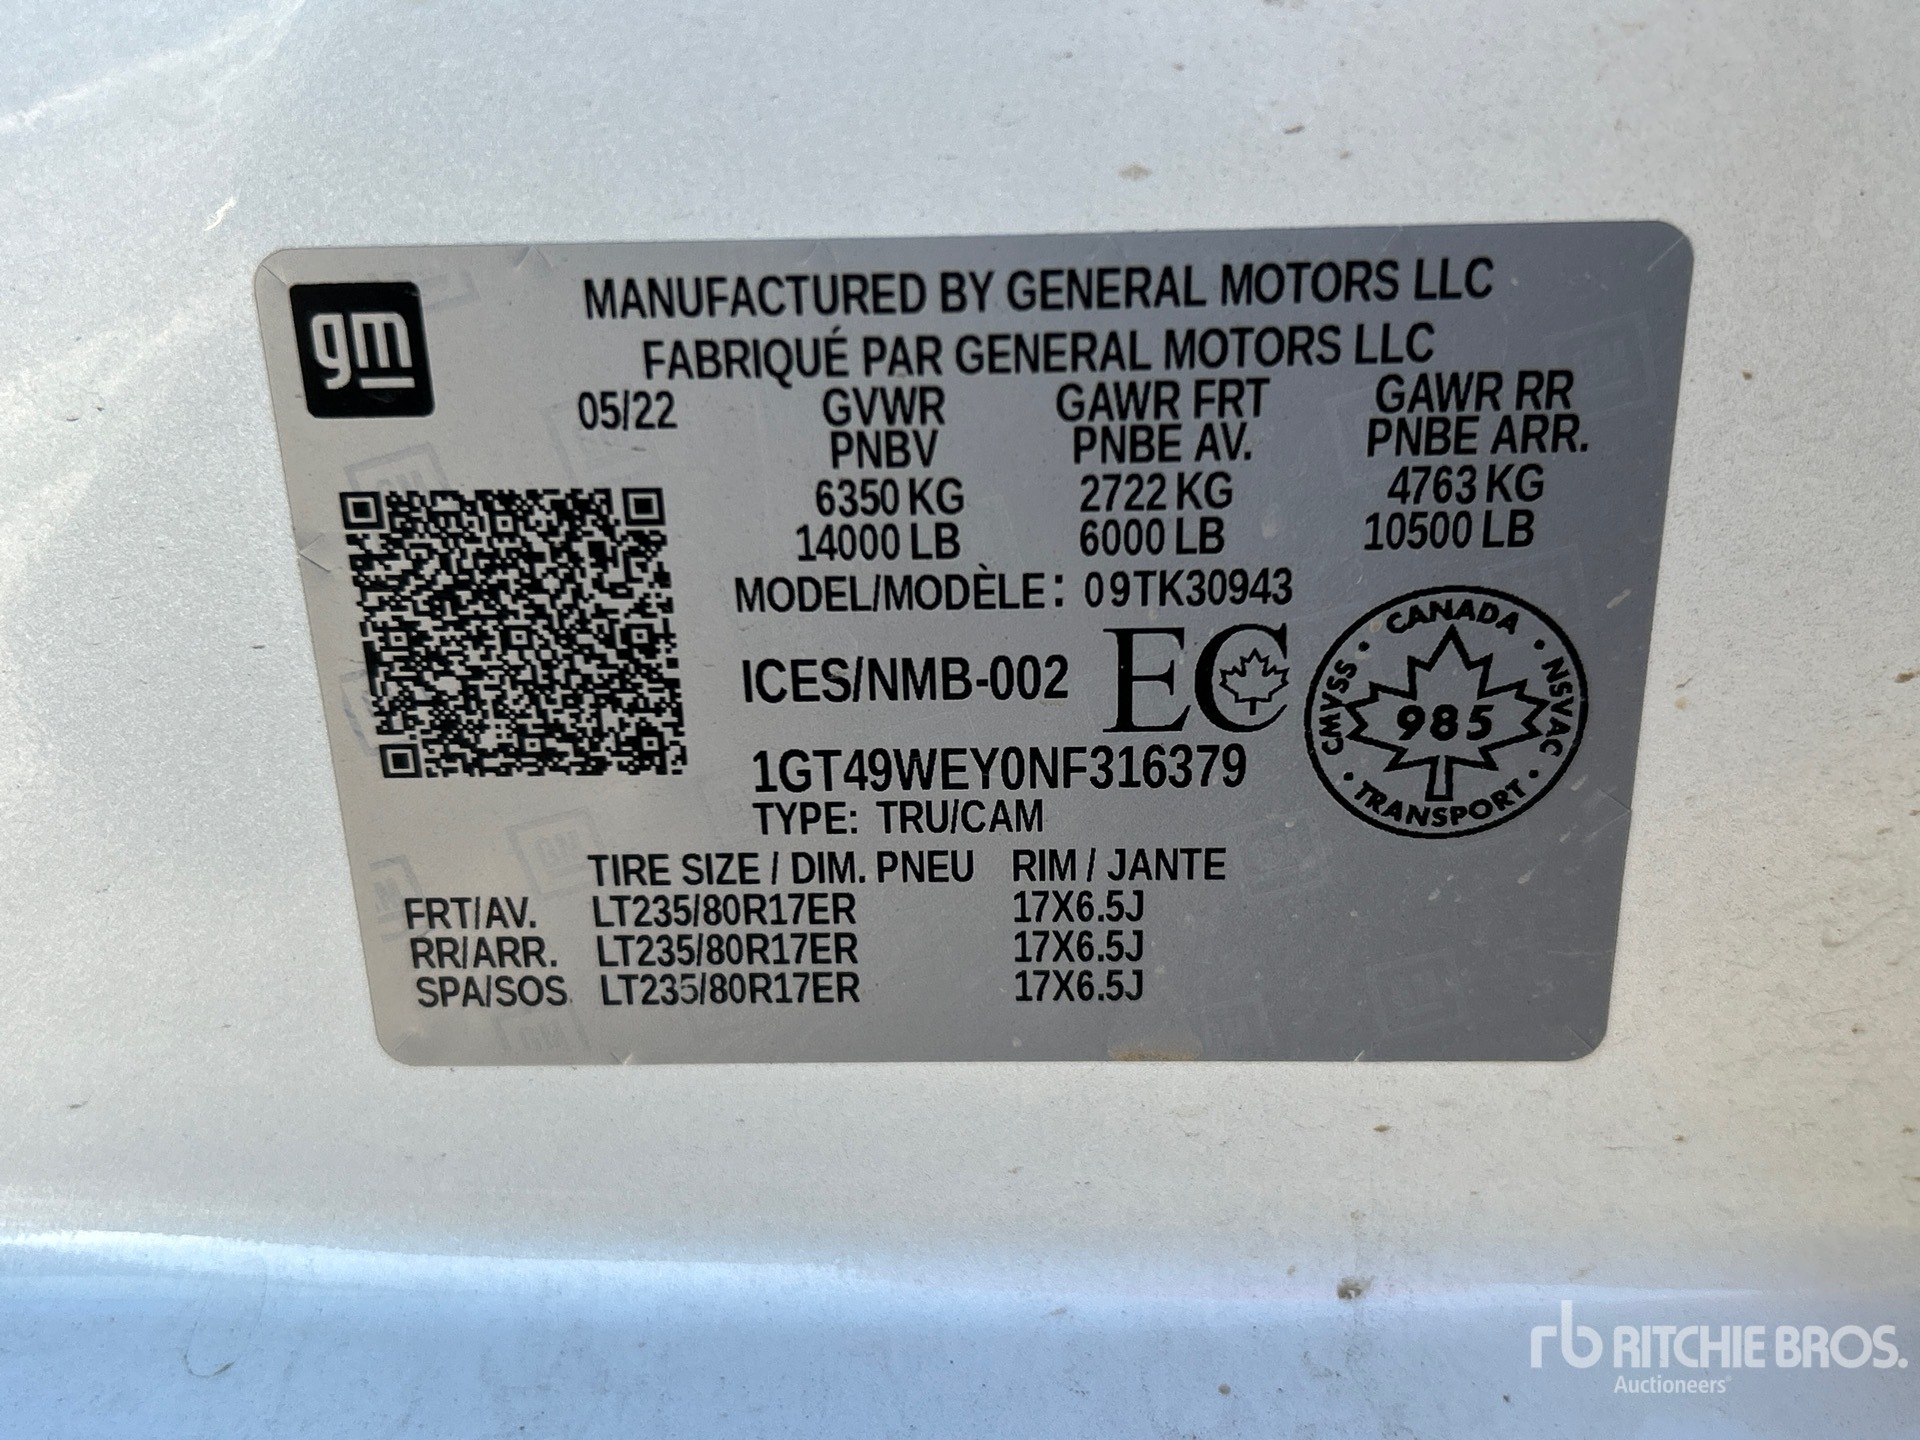 gm
MANUFACTURED BY GENERAL MOTORS LLC
FABRIQUÉ PAR GENERAL MOTORS LLC
05/22 GVWR GAWR FRT GAWR RR
PNBV PNBE AV. PNBE ARR.
6350 KG 2722 KG 4763 KG
14000 LB 6000 LB 10500 LB
MODEL/MODÈLE: 09TK30943
ICES/NMB-002 EC
CANADA · NSVAC · TRANSPORT · CMVSS ·
985
1GT49WEY0NF316379
TYPE: TRU/CAM
TIRE SIZE / DIM. PNEU RIM / JANTE
FRT/AV. LT235/80R17ER 17X6.5J
RR/ARR. LT235/80R17ER 17X6.5J
SPA/SOS. LT235/80R17ER 17X6.5J
rb RITCHIE BROS.
Auctioneers